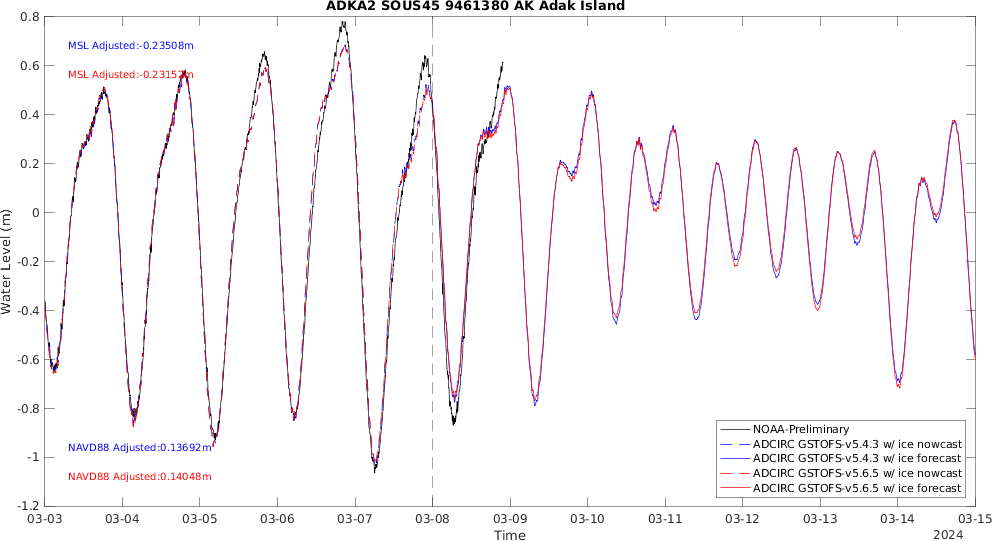 ADKA2 SOUS45 9461380 AK Adak Island
0.8
0.6
0.4
0.2
0
-0.2
-0.4
-0.6
-0.8
-1
-1.2
Water Level (m)
MSL Adjusted:-0.23508m
MSL Adjusted:-0.23152m
NAVD88 Adjusted:0.13692m
NAVD88 Adjusted:0.14048m
NOAA-Preliminary
ADCIRC GSTOFS-v5.4.3 w/ ice nowcast
ADCIRC GSTOFS-v5.4.3 w/ ice forecast
ADCIRC GSTOFS-v5.6.5 w/ ice nowcast
ADCIRC GSTOFS-v5.6.5 w/ ice forecast
03-03 03-04 03-05 03-06 03-07 03-08 03-09 03-10 03-11 03-12 03-13 03-14 03-15
Time
2024